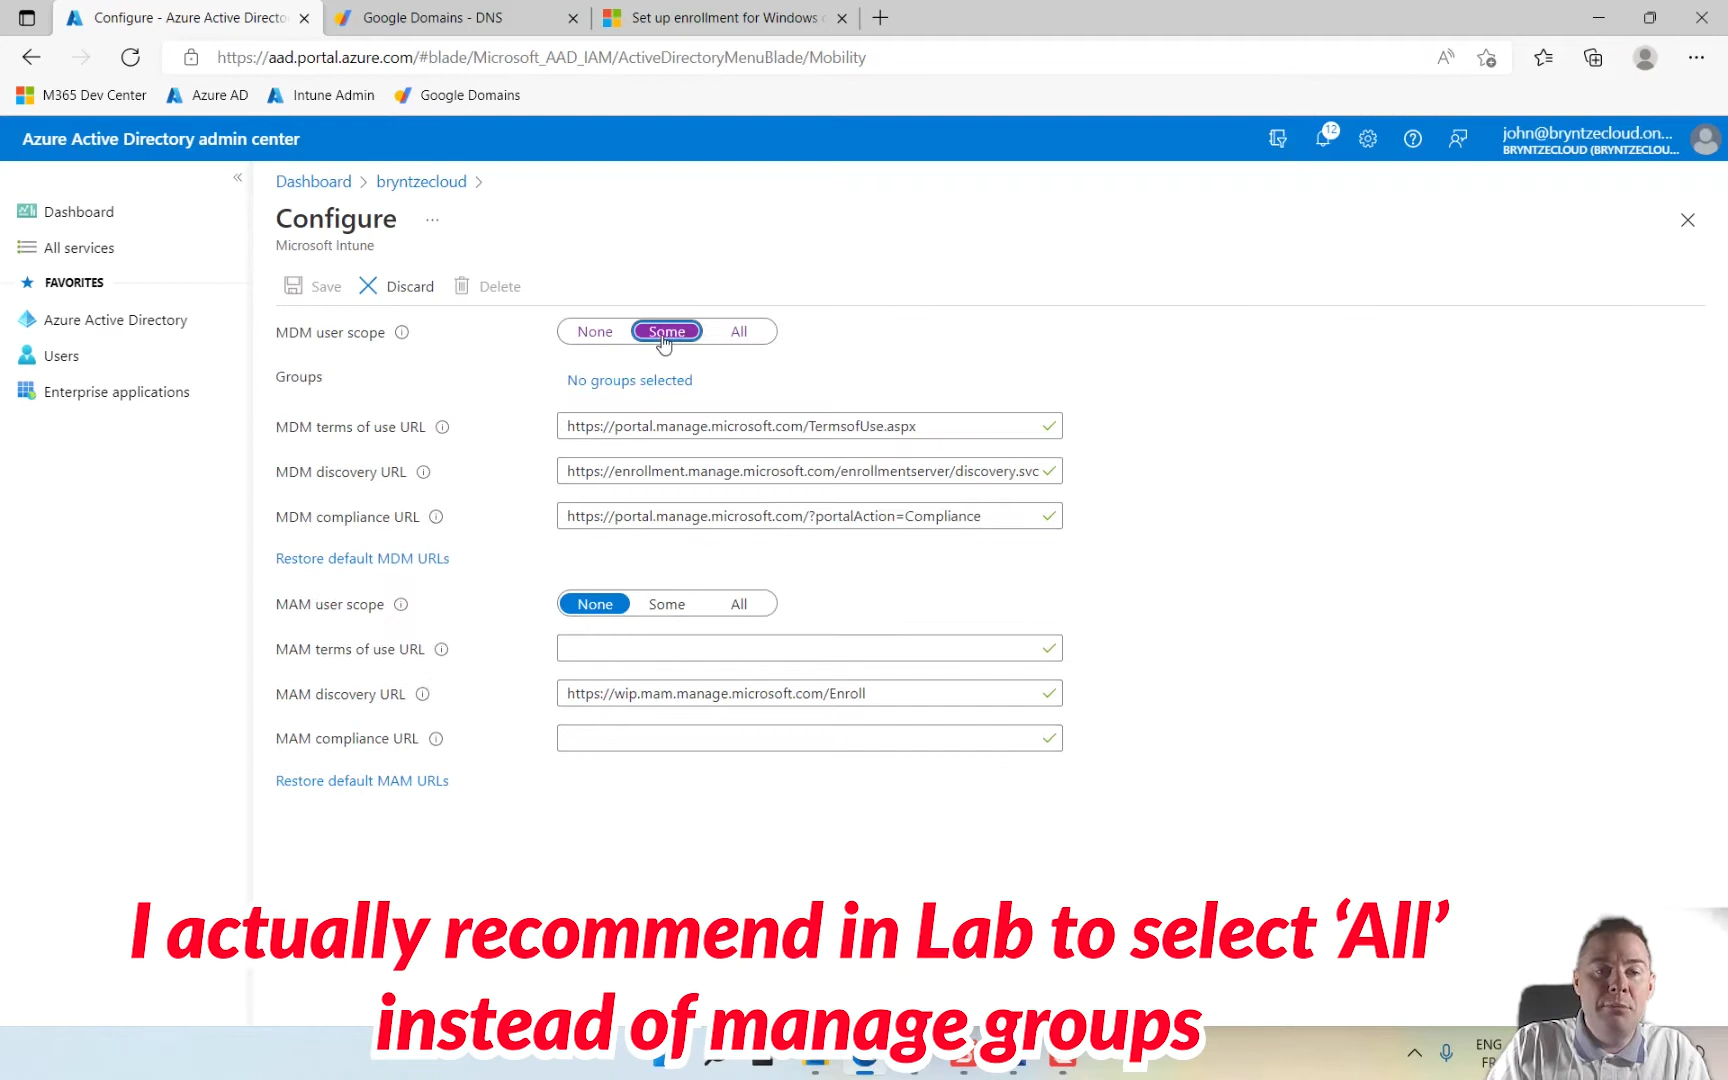 Configure - Azure Active Directo
Google Domains - DNS
Set up enrollment for Windows
https://aad.portal.azure.com/#blade/Microsoft_AAD_IAM/ActiveDirectoryMenuBlade/Mobility
M365 Dev Center
Azure AD
Intune Admin
Google Domains
Azure Active Directory admin center
12
john@bryntzecloud.on...
BRYNTZECLOUD (BRYNTZECLOU...
Dashboard
All services
FAVORITES
Azure Active Directory
Users
Enterprise applications
Dashboard > bryntzecloud >
Configure ...
Microsoft Intune
Save Discard Delete
MDM user scope None Some All
Groups No groups selected
MDM terms of use URL https://portal.manage.microsoft.com/TermsofUse.aspx
MDM discovery URL https://enrollment.manage.microsoft.com/enrollmentserver/discovery.svc
MDM compliance URL https://portal.manage.microsoft.com/?portalAction=Compliance
Restore default MDM URLs
MAM user scope None Some All
MAM terms of use URL
MAM discovery URL https://wip.mam.manage.microsoft.com/Enroll
MAM compliance URL
Restore default MAM URLs
I actually recommend in Lab to select ‘All’
instead of manage groups
ENG
FR